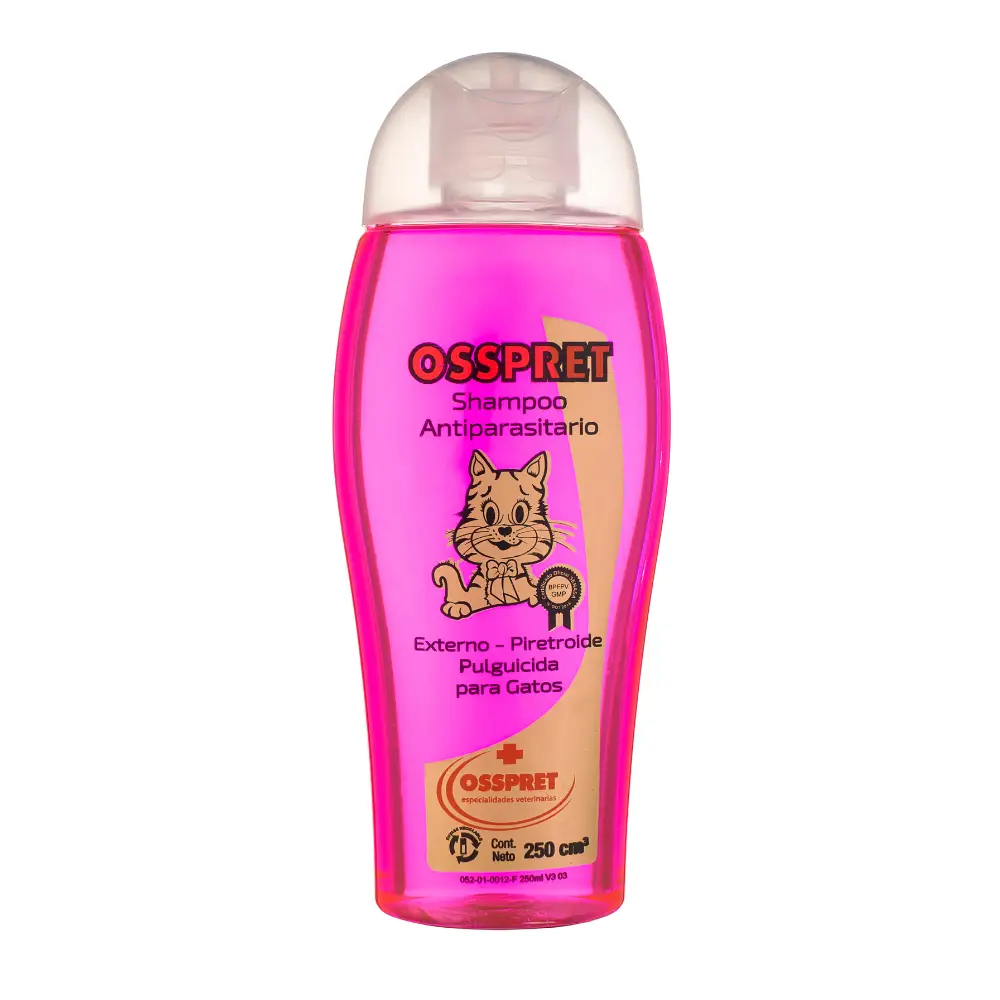 OSSPRET
Shampoo
Antiparasitario
BPEPV
GMP
Externo - Piretroide
Pulguicida
para Gatos
OSSPRET
especialidades veterinarias
Cont.
Neto 250 cm³
052-01-0012-F 250ml V3 03